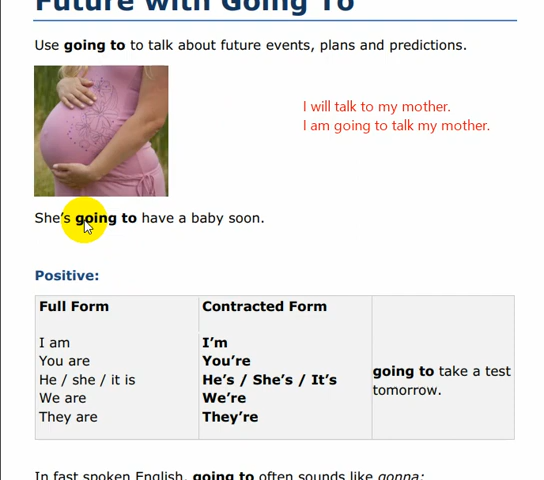 Future with Going To
Use going to to talk about future events, plans and predictions.
I will talk to my mother.
I am going to talk my mother.
She's going to have a baby soon.
Positive:
Full Form
Contracted Form
I am
I'm
You are
You're
He / she / it is
He's / She's / It's
going to take a test
tomorrow.
We are
We're
They are
They're
In fast spoken English, going to often sounds like gonna: